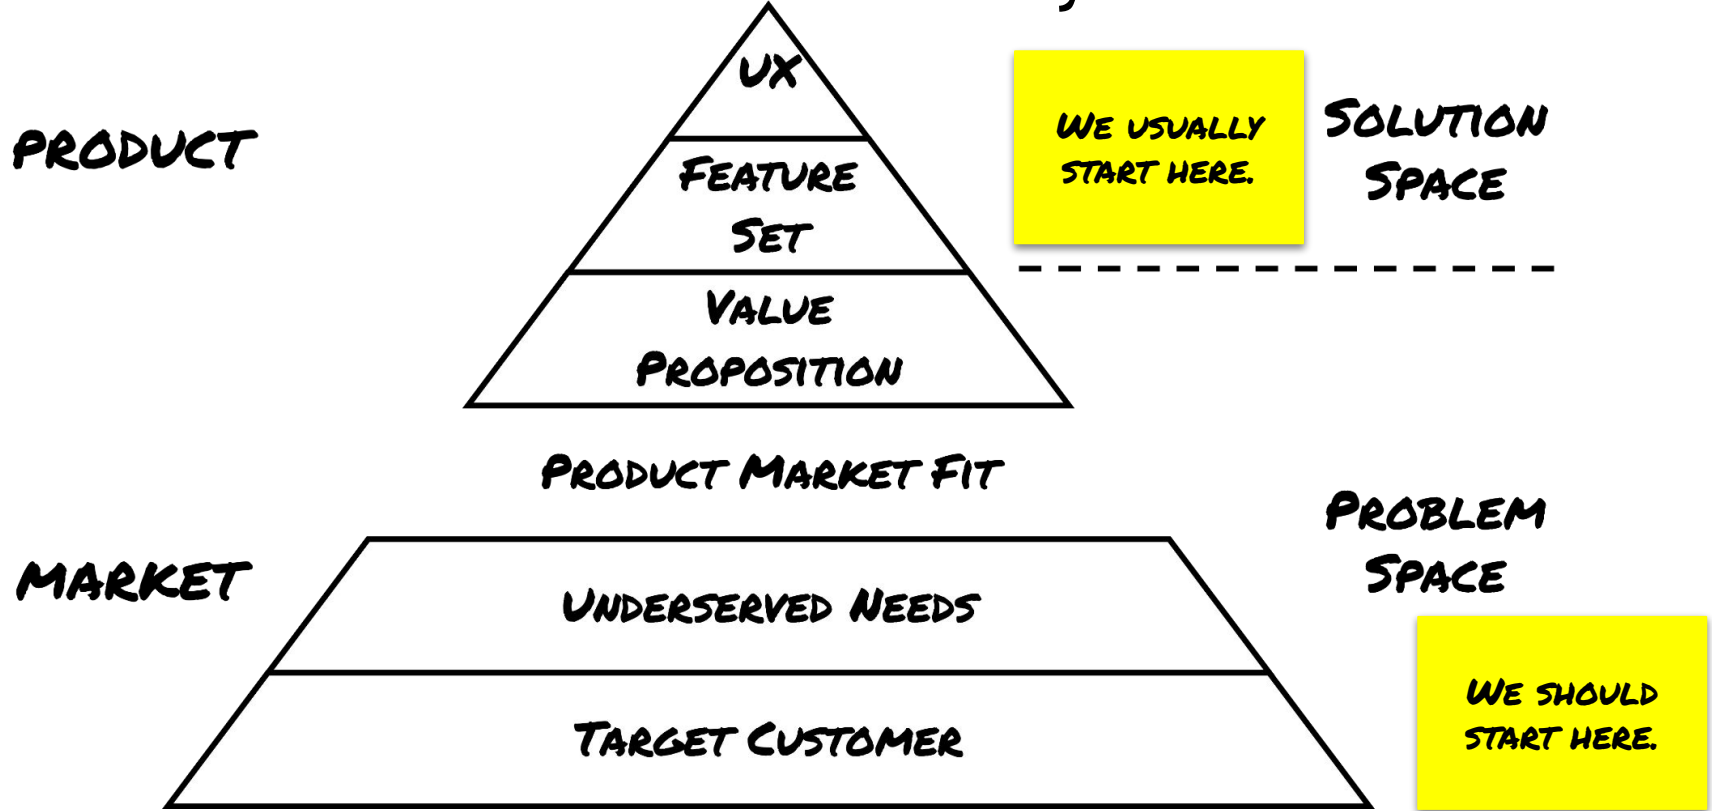 UX
PRODUCT
FEATURE
SET
WE USUALLY
START HERE.
SOLUTION
SPACE
VALUE
PROPOSITION
PRODUCT MARKET FIT
PROBLEM
SPACE
MARKET
UNDERSERVED NEEDS
TARGET CUSTOMER
WE SHOULD
START HERE.